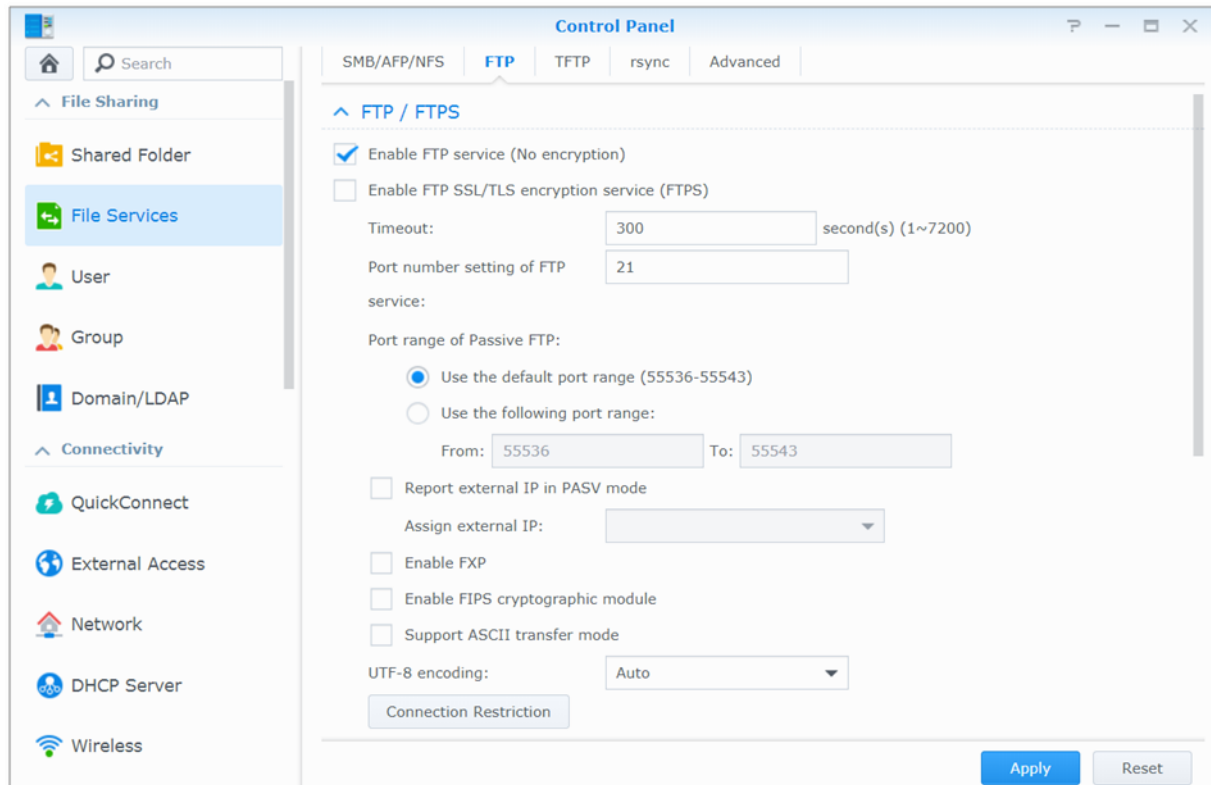 Control Panel
Search
File Sharing
Shared Folder
File Services
User
Group
Domain/LDAP
Connectivity
QuickConnect
External Access
Network
DHCP Server
Wireless
SMB/AFP/NFS FTP TFTP rsync Advanced
FTP / FTPS
Enable FTP service (No encryption)
Enable FTP SSL/TLS encryption service (FTPS)
Timeout: 300 second(s) (1~7200)
Port number setting of FTP 21
service:
Port range of Passive FTP:
Use the default port range (55536-55543)
Use the following port range:
From: 55536 To: 55543
Report external IP in PASV mode
Assign external IP:
Enable FXP
Enable FIPS cryptographic module
Support ASCII transfer mode
UTF-8 encoding: Auto
Connection Restriction
Apply Reset